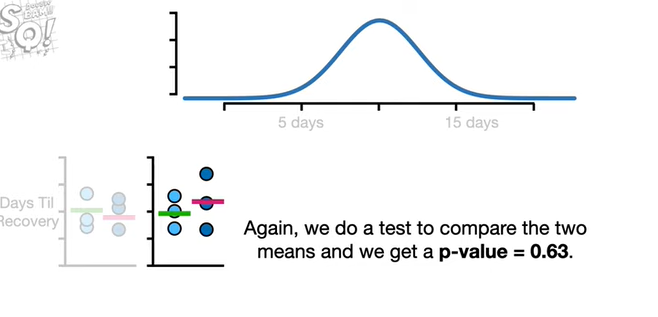 StatQuest!
5 days
15 days
Days Til
Recovery
Again, we do a test to compare the two
means and we get a p-value = 0.63.